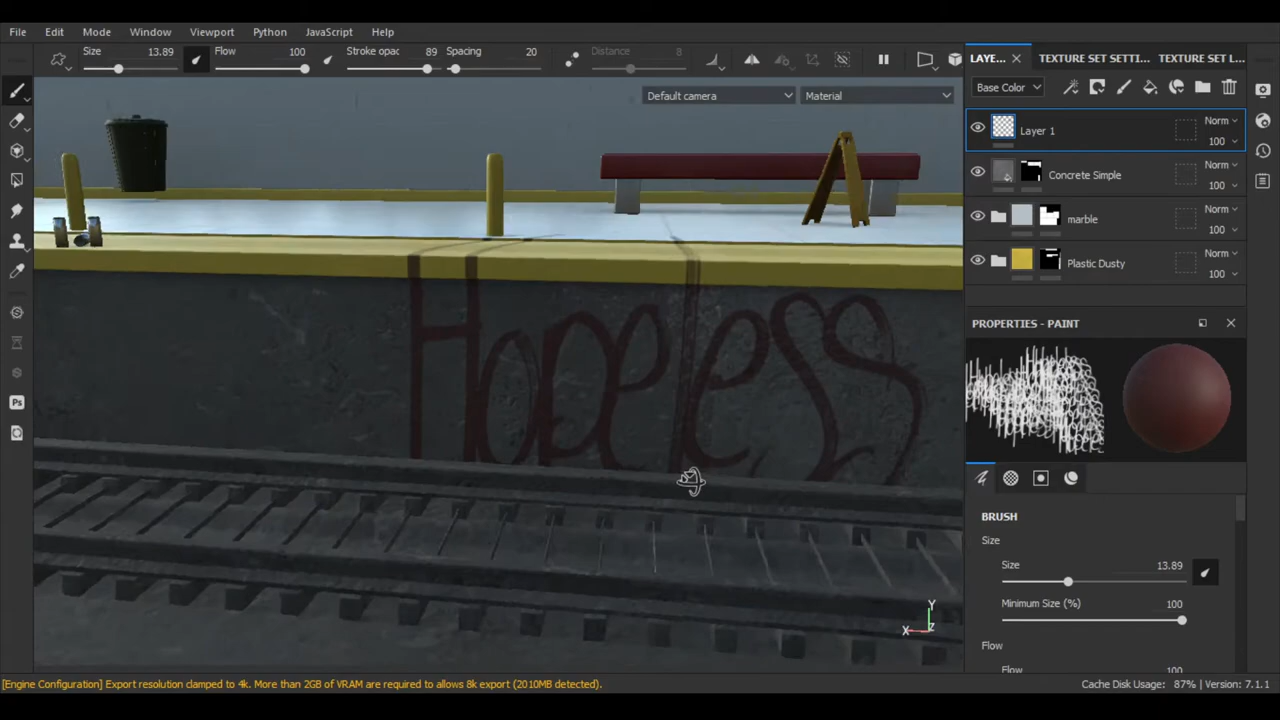 File Edit Mode Window Viewport Python JavaScript Help
Size 13.89 Flow 100 Stroke opac 89 Spacing 20 Distance 8
LAYE... TEXTURE SET SETTI... TEXTURE SET L...
Default camera Material
Base Color
Layer 1 Norm 100
Concrete Simple Norm 100
marble Norm 100
Plastic Dusty Norm 100
Hopeless
PROPERTIES - PAINT
BRUSH
Size
Size 13.89
Minimum Size (%) 100
Flow
Flow 100
Y
X Z
Ps
[Engine Configuration] Export resolution clamped to 4k. More than 2GB of VRAM are required to allows 8k export (2010MB detected).
Cache Disk Usage: 87% | Version: 7.1.1